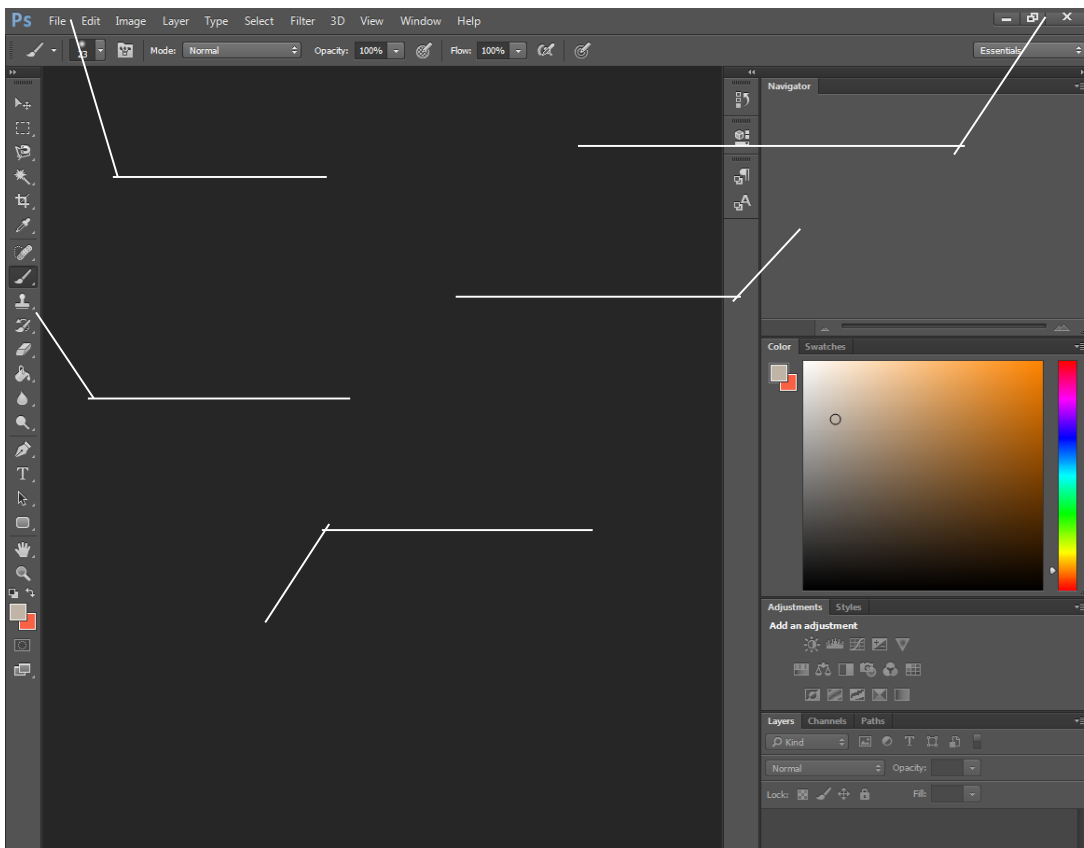 Ps File Edit Image Layer Type Select Filter 3D View Window Help
23 Mode: Normal Opacity: 100% Flow: 100% Essentials
Navigator
Color Swatches
Adjustments Styles
Add an adjustment
Layers Channels Paths
Kind
Normal Opacity:
Lock: Fill: